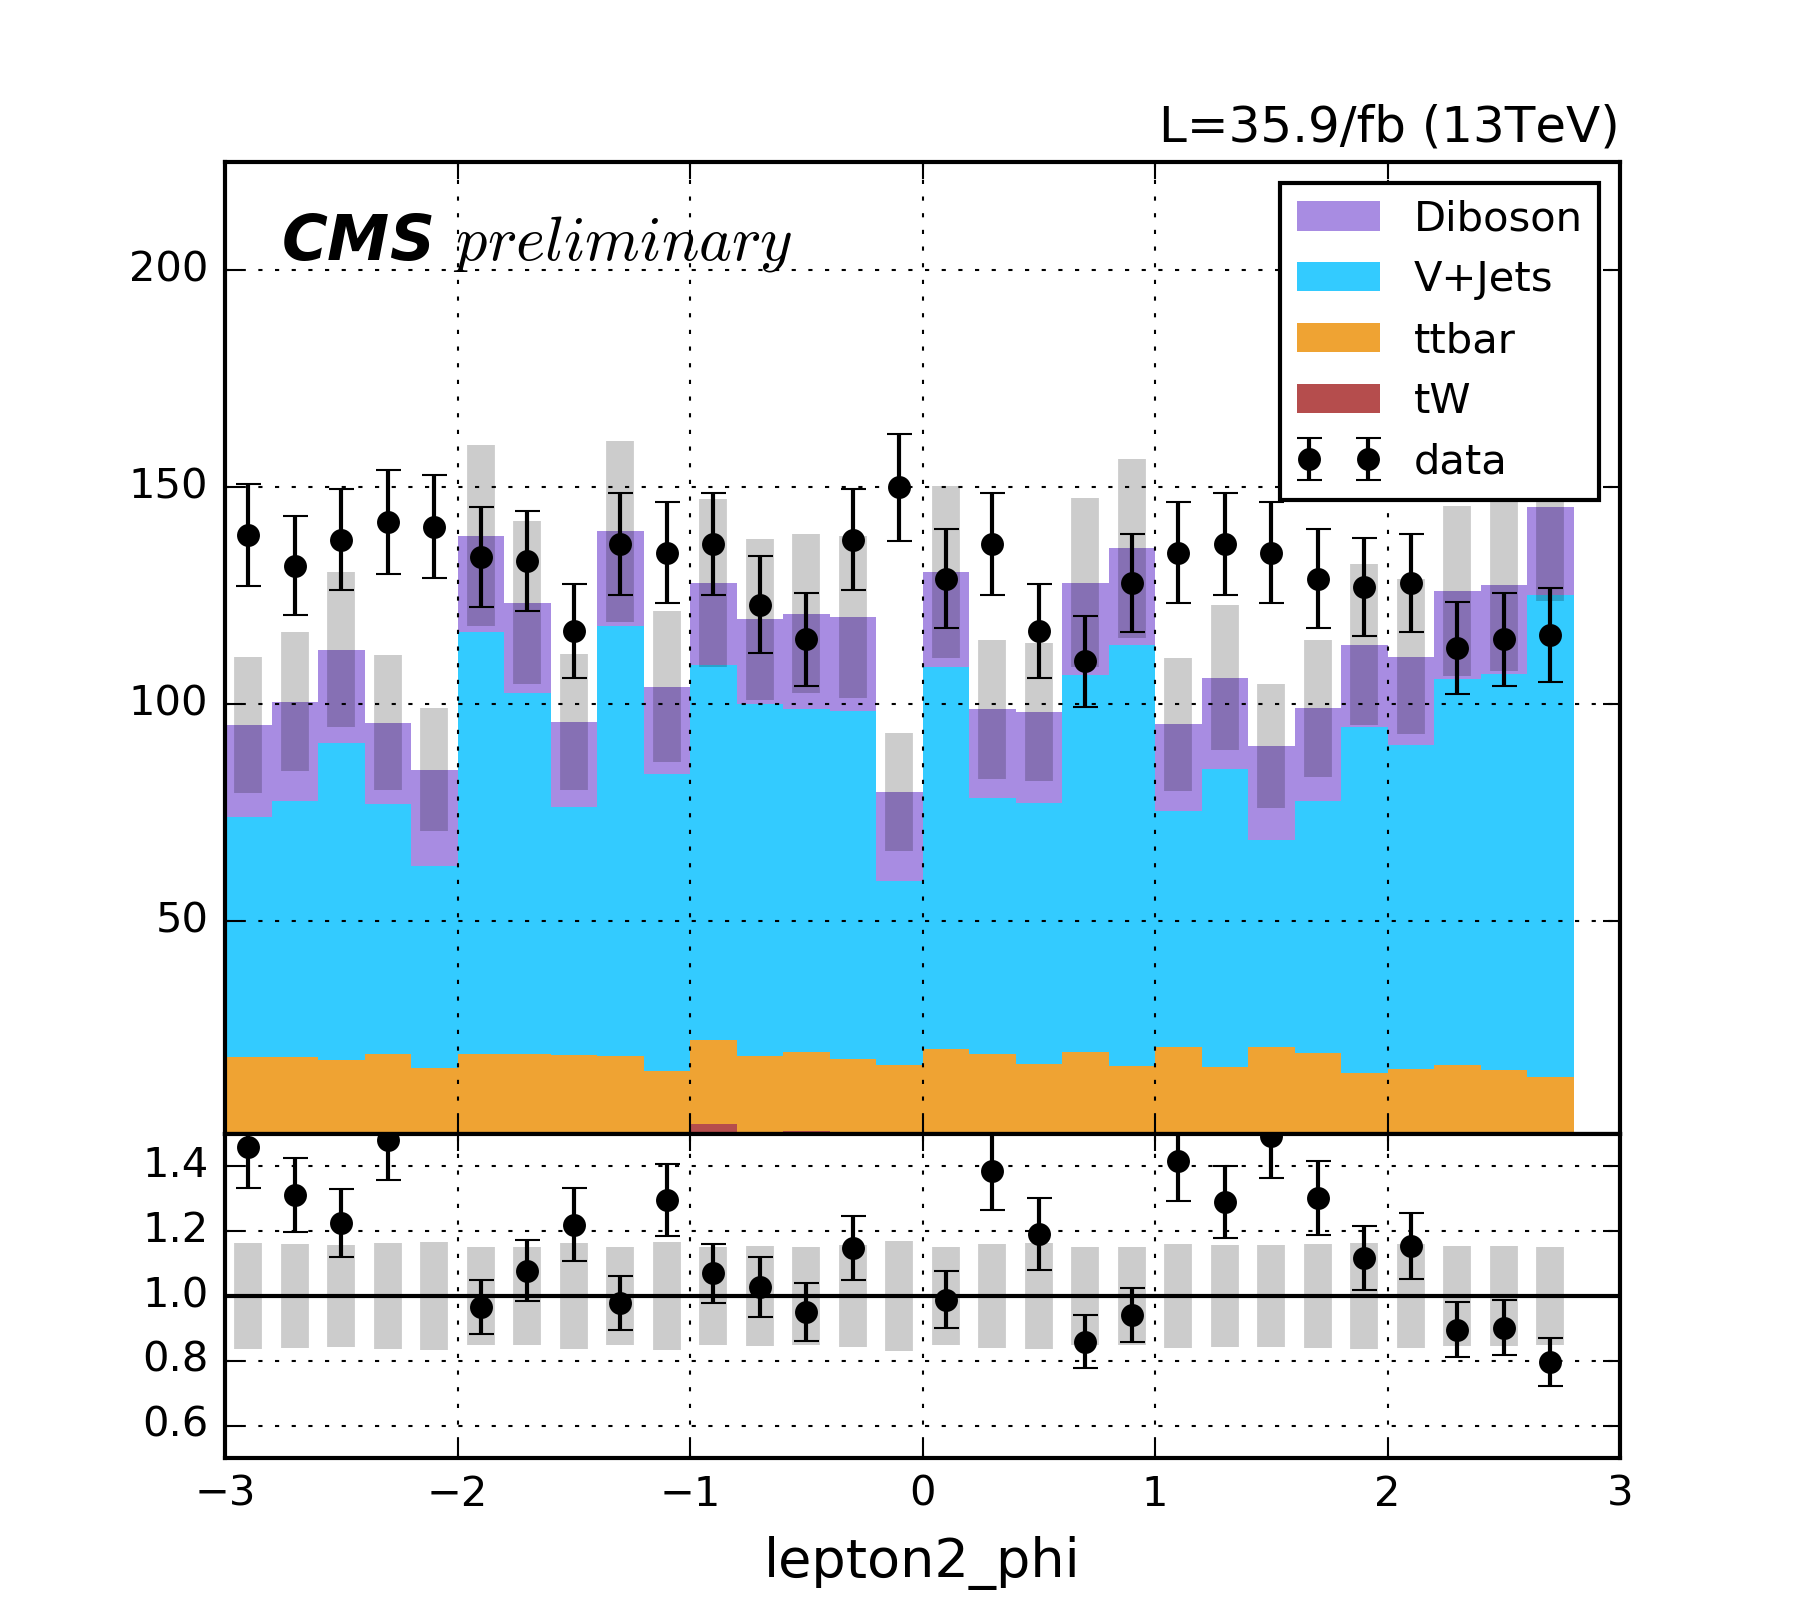 L=35.9/fb (13TeV)
CMS preliminary
Diboson
V+Jets
ttbar
tW
data
200
150
100
50
1.4
1.2
1.0
0.8
0.6
−3 −2 −1 0 1 2 3
lepton2_phi